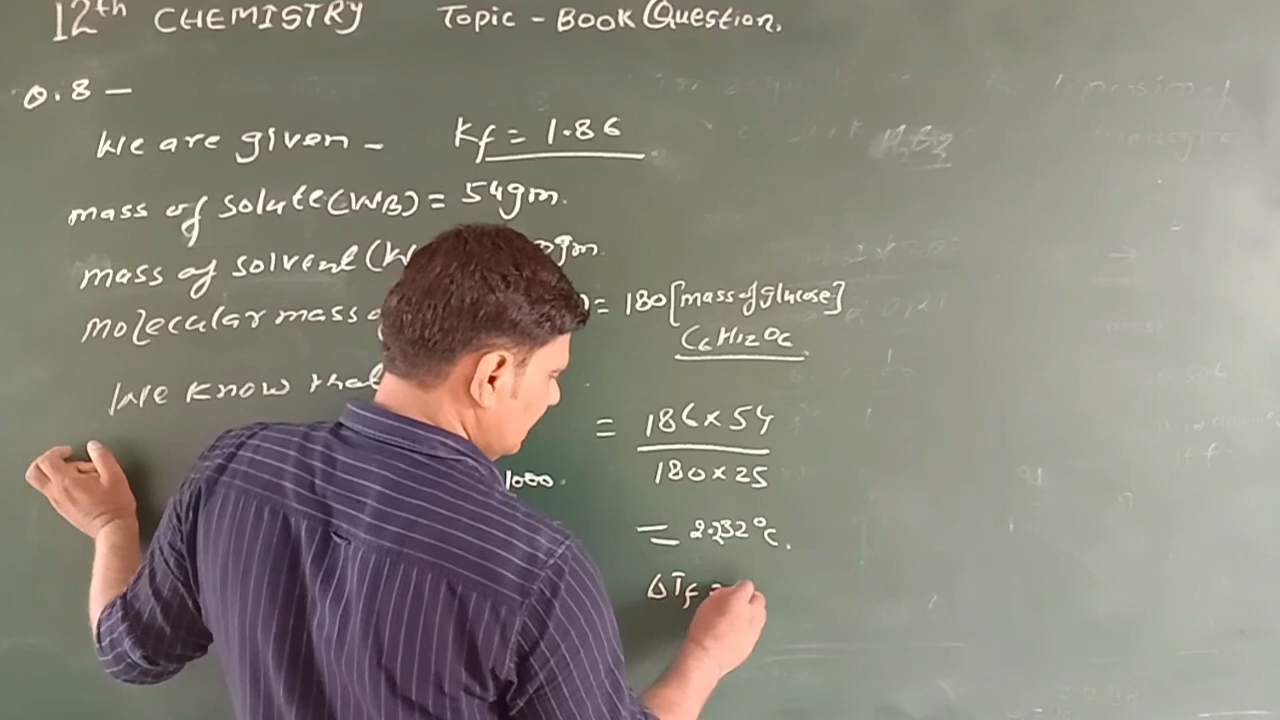 12th CHEMISTRY Topic - BOOK Question.
Q.8 -
We are given - Kf = 1.86
mass of solute(WB) = 54gm.
mass of solvent (W gm.
molecular mass = 180 [mass of glucose]
C6H12O6
We know that
= 186 × 54
180 × 25
1000.
= 2.232°C.
ΔTf =